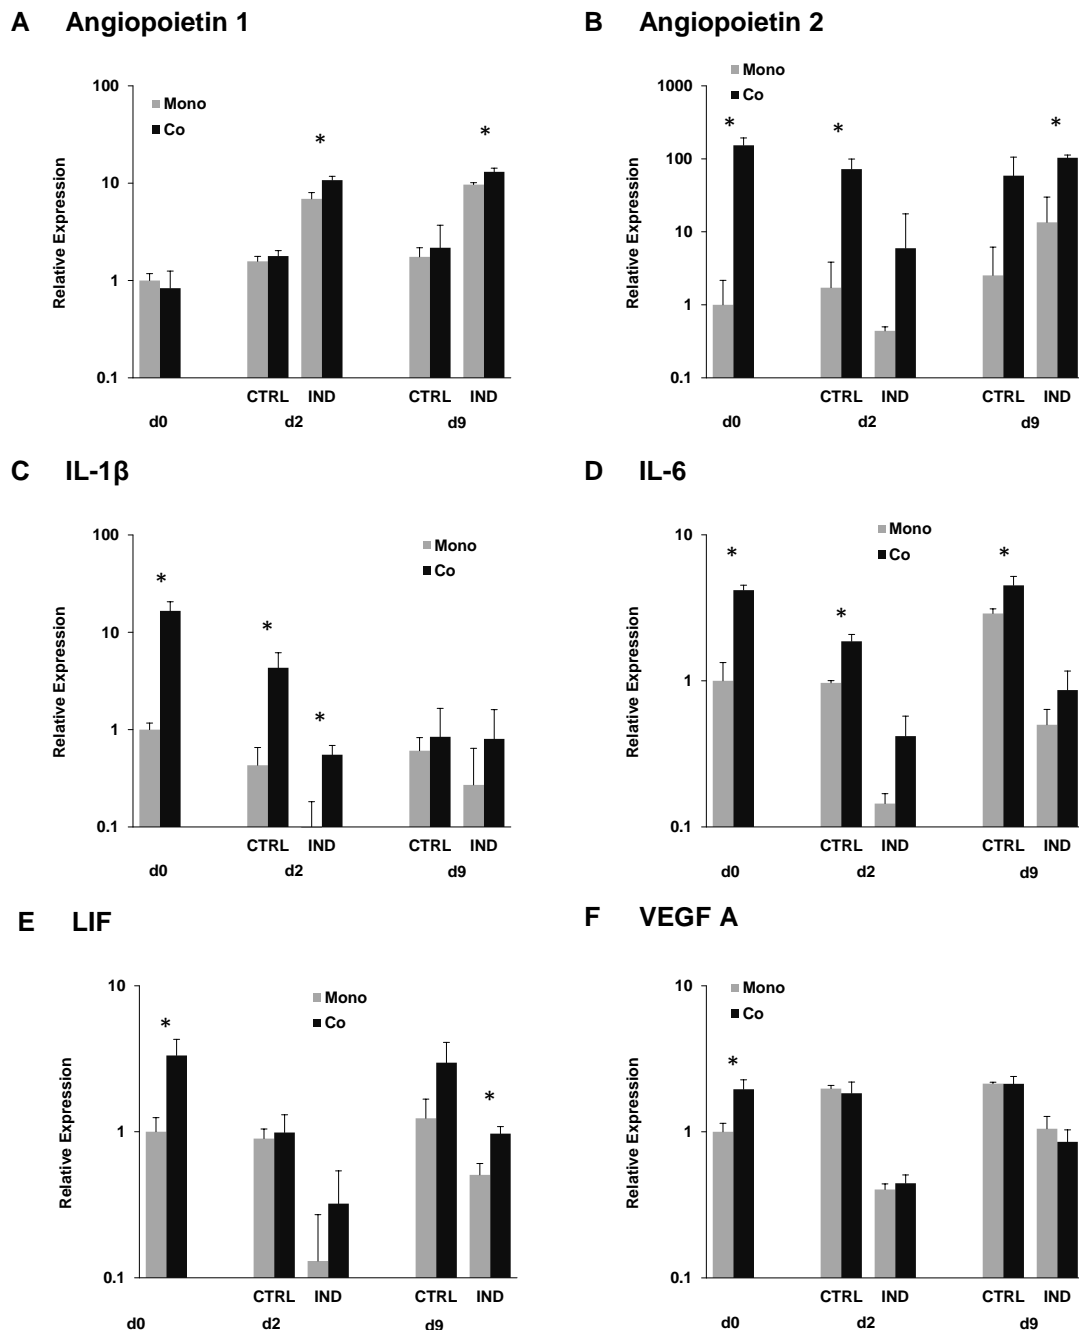 A Angiopoietin 1
Mono
Co
100
10
1
0.1
Relative Expression
*
*
CTRL IND CTRL IND
d0 d2 d9
B Angiopoietin 2
Mono
Co
1000
100
10
1
0.1
Relative Expression
*
*
*
CTRL IND CTRL IND
d0 d2 d9
C IL-1β
Mono
Co
100
10
1
0.1
Relative Expression
*
*
*
CTRL IND CTRL IND
d0 d2 d9
D IL-6
Mono
Co
10
1
0.1
Relative Expression
*
*
*
CTRL IND CTRL IND
d0 d2 d9
E LIF
Mono
Co
10
1
0.1
Relative Expression
*
*
CTRL IND CTRL IND
d0 d2 d9
F VEGF A
Mono
Co
10
1
0.1
Relative Expression
*
CTRL IND CTRL IND
d0 d2 d9